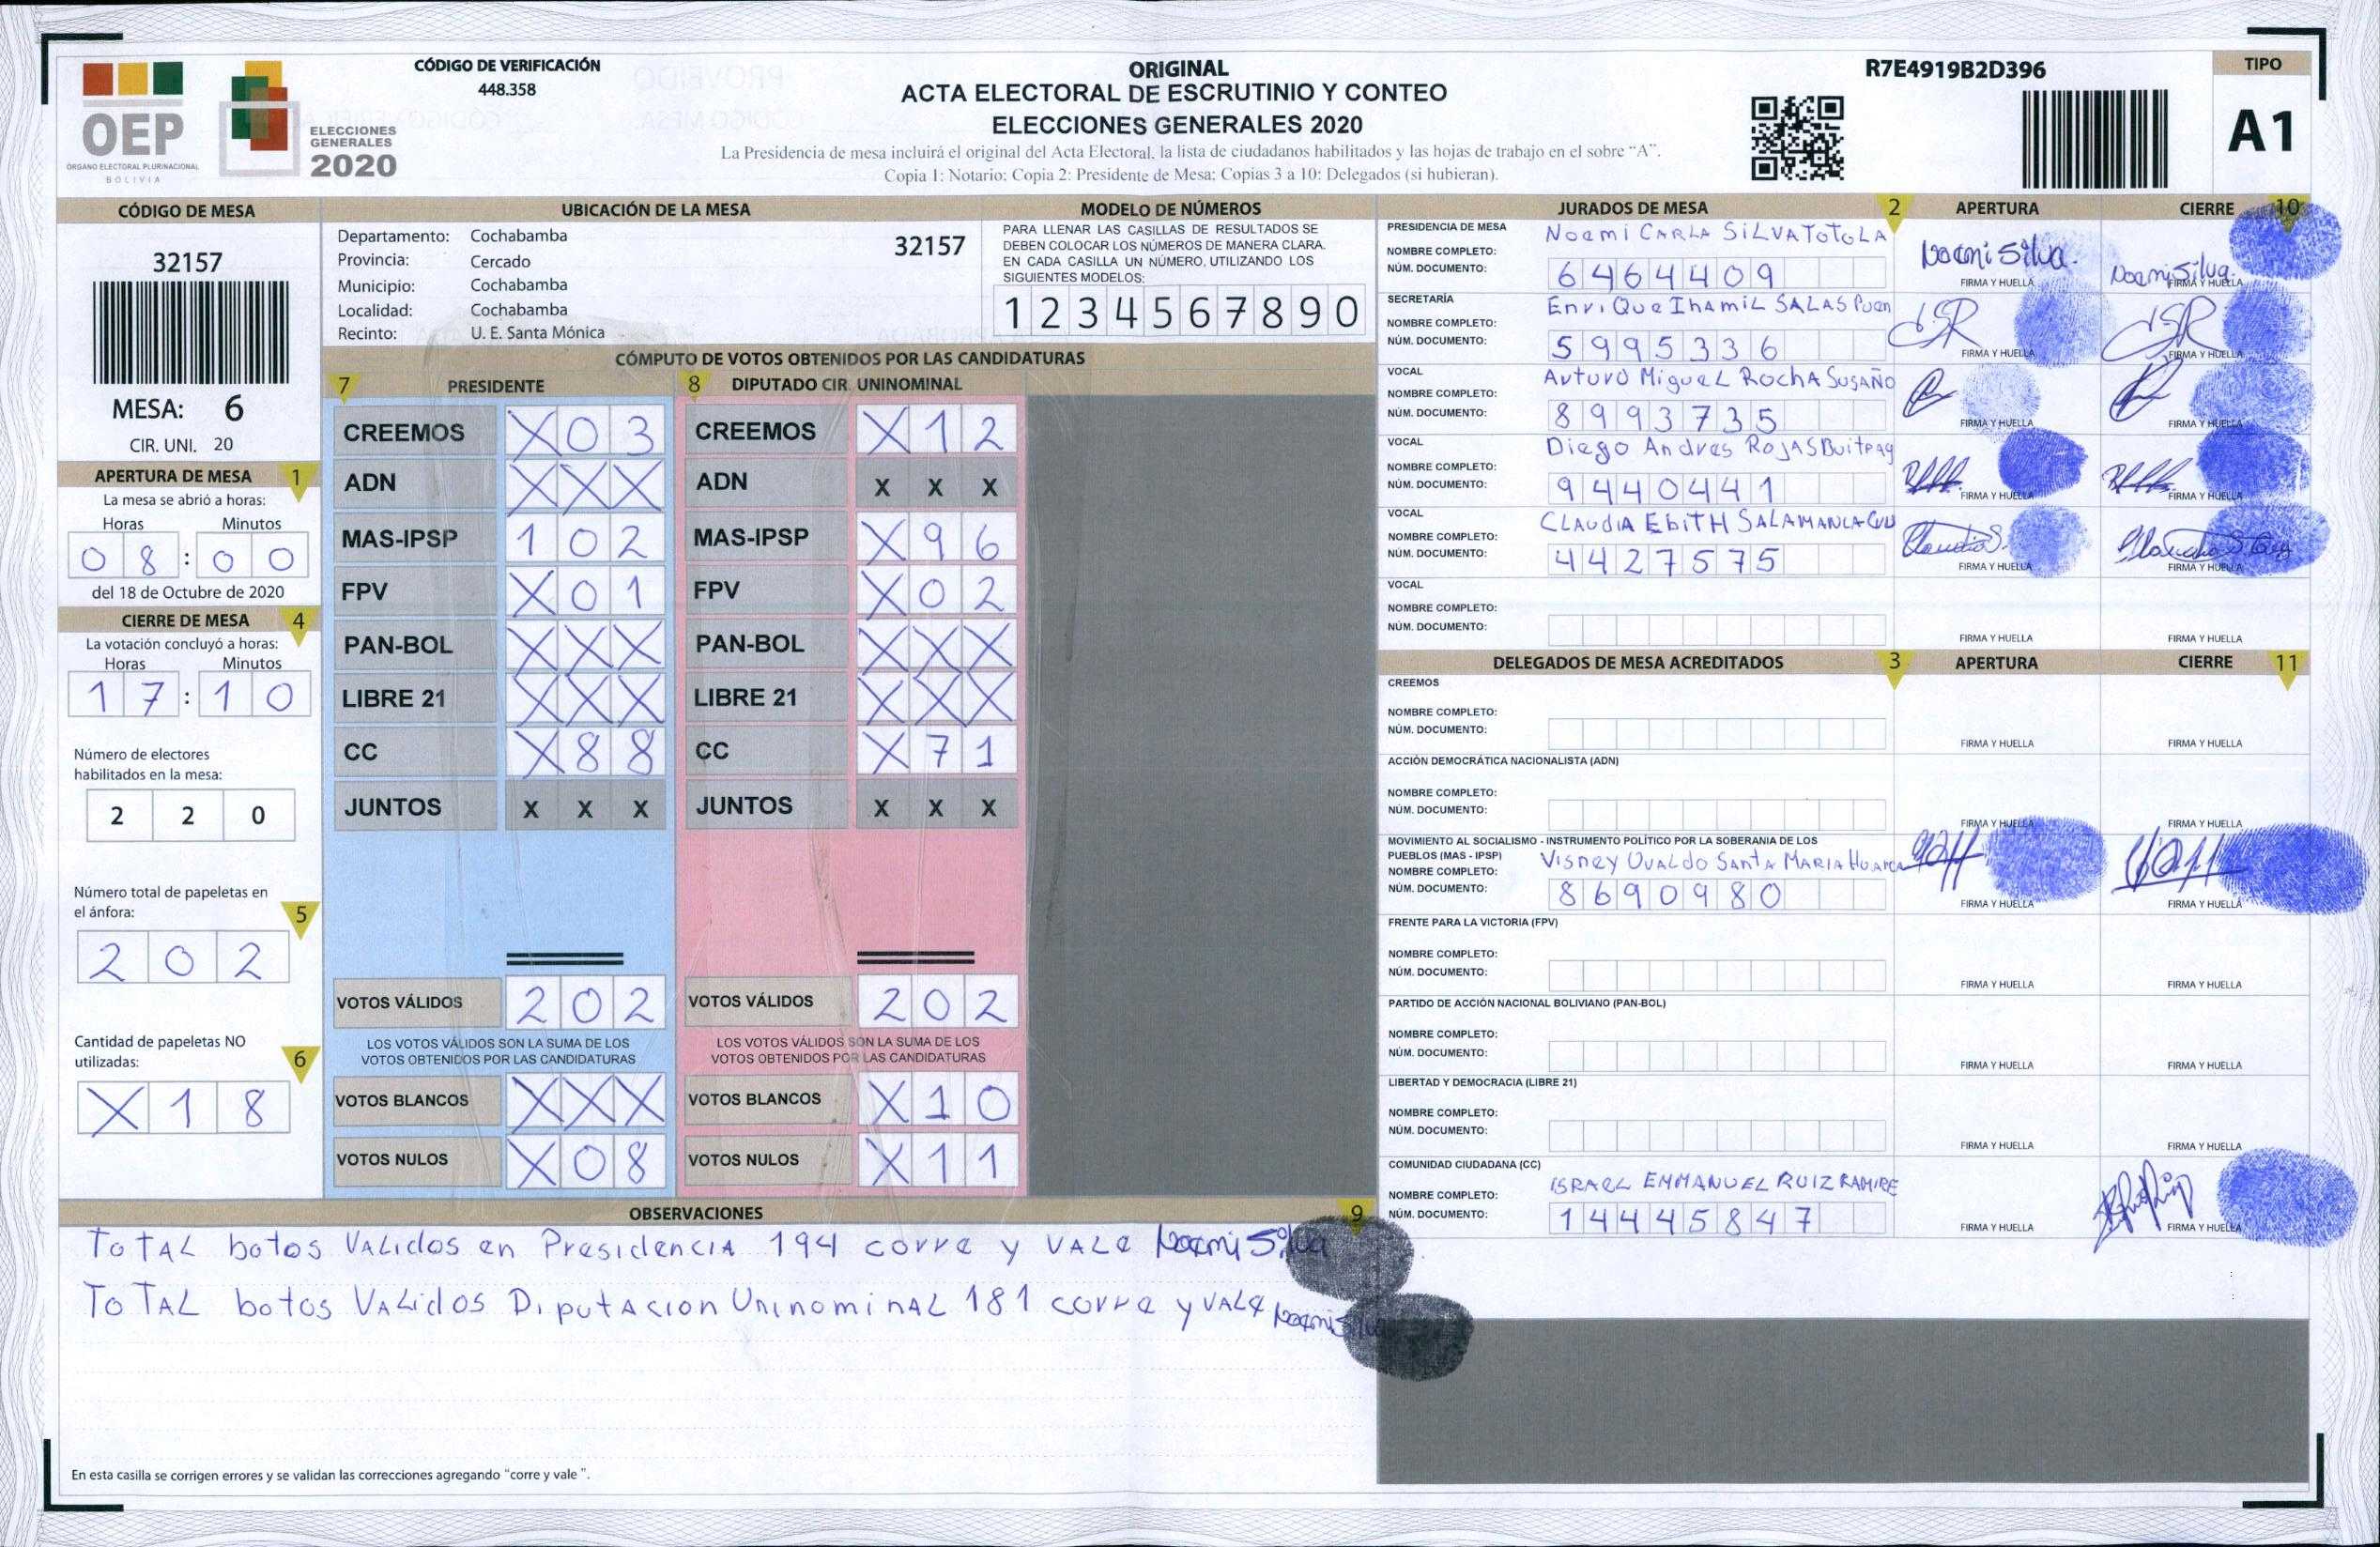 CÓDIGO DE VERIFICACIÓN
448.358
OEP
ÓRGANO ELECTORAL PLURINACIONAL
BOLIVIA
ELECCIONES
GENERALES
2020
ORIGINAL
ACTA ELECTORAL DE ESCRUTINIO Y CONTEO
ELECCIONES GENERALES 2020
La Presidencia de mesa incluirá el original del Acta Electoral, la lista de ciudadanos habilitados y las hojas de trabajo en el sobre “A”.
Copia 1: Notario; Copia 2: Presidente de Mesa; Copias 3 a 10: Delegados (si hubieran).
R7E4919B2D396
TIPO
A1
CÓDIGO DE MESA
32157
MESA: 6
CIR. UNI. 20
APERTURA DE MESA 1
La mesa se abrió a horas:
Horas Minutos
0 8 : 0 0
del 18 de Octubre de 2020
CIERRE DE MESA 4
La votación concluyó a horas:
Horas Minutos
1 7 : 1 0
Número de electores
habilitados en la mesa:
2 2 0
Número total de papeletas en
el ánfora: 5
2 0 2
Cantidad de papeletas NO
utilizadas: 6
X 1 8
UBICACIÓN DE LA MESA
Departamento: Cochabamba 32157
Provincia: Cercado
Municipio: Cochabamba
Localidad: Cochabamba
Recinto: U. E. Santa Mónica
MODELO DE NÚMEROS
PARA LLENAR LAS CASILLAS DE RESULTADOS SE
DEBEN COLOCAR LOS NÚMEROS DE MANERA CLARA.
EN CADA CASILLA UN NÚMERO, UTILIZANDO LOS
SIGUIENTES MODELOS:
1 2 3 4 5 6 7 8 9 0
CÓMPUTO DE VOTOS OBTENIDOS POR LAS CANDIDATURAS
7 PRESIDENTE 8 DIPUTADO CIR. UNINOMINAL
CREEMOS X 0 3 CREEMOS X 1 2
ADN X X X ADN X X X
MAS-IPSP 1 0 2 MAS-IPSP X 9 6
FPV X 0 1 FPV X 0 2
PAN-BOL X X X PAN-BOL X X X
LIBRE 21 X X X LIBRE 21 X X X
CC X 8 8 CC X 7 1
JUNTOS X X X JUNTOS X X X
VOTOS VÁLIDOS 2 0 2 VOTOS VÁLIDOS 2 0 2
LOS VOTOS VÁLIDOS SON LA SUMA DE LOS LOS VOTOS VÁLIDOS SON LA SUMA DE LOS
VOTOS OBTENIDOS POR LAS CANDIDATURAS VOTOS OBTENIDOS POR LAS CANDIDATURAS
VOTOS BLANCOS X X X VOTOS BLANCOS X 1 0
VOTOS NULOS X 0 8 VOTOS NULOS X 1 1
OBSERVACIONES 9
TOTAL botos VALidos en Presidencia 194 corre y VALE Noemi Silva
TOTAL botos VALidos Diputacion Uninominal 181 corre y VALE Noemi Silva
En esta casilla se corrigen errores y se validan las correcciones agregando “corre y vale ”.
JURADOS DE MESA 2 APERTURA CIERRE 10
PRESIDENCIA DE MESA
NOMBRE COMPLETO: Noemi CARLA SiLVA TOTOLA
NÚM. DOCUMENTO: 6464409
Noemi Silva. Noemi Silva.
FIRMA Y HUELLA FIRMA Y HUELLA
SECRETARÍA
NOMBRE COMPLETO: EnriQue Ihamil SALAS Puen
NÚM. DOCUMENTO: 5995336
FIRMA Y HUELLA FIRMA Y HUELLA
VOCAL
NOMBRE COMPLETO: Arturo Miguel RochA SUSAÑO
NÚM. DOCUMENTO: 8993735
FIRMA Y HUELLA FIRMA Y HUELLA
VOCAL
NOMBRE COMPLETO: Diego Andres RojAS Buitrag
NÚM. DOCUMENTO: 9440441
FIRMA Y HUELLA FIRMA Y HUELLA
VOCAL
NOMBRE COMPLETO: CLAUdiA EDITH SALAMANCA
NÚM. DOCUMENTO: 4427575
FIRMA Y HUELLA FIRMA Y HUELLA
VOCAL
NOMBRE COMPLETO:
NÚM. DOCUMENTO:
FIRMA Y HUELLA FIRMA Y HUELLA
DELEGADOS DE MESA ACREDITADOS 3 APERTURA CIERRE 11
CREEMOS
NOMBRE COMPLETO:
NÚM. DOCUMENTO:
FIRMA Y HUELLA FIRMA Y HUELLA
ACCIÓN DEMOCRÁTICA NACIONALISTA (ADN)
NOMBRE COMPLETO:
NÚM. DOCUMENTO:
FIRMA Y HUELLA FIRMA Y HUELLA
MOVIMIENTO AL SOCIALISMO - INSTRUMENTO POLÍTICO POR LA SOBERANIA DE LOS
PUEBLOS (MAS - IPSP)
NOMBRE COMPLETO: Visney UVALdo SantA MARIA Huanca
NÚM. DOCUMENTO: 8690980
FIRMA Y HUELLA FIRMA Y HUELLA
FRENTE PARA LA VICTORIA (FPV)
NOMBRE COMPLETO:
NÚM. DOCUMENTO:
FIRMA Y HUELLA FIRMA Y HUELLA
PARTIDO DE ACCIÓN NACIONAL BOLIVIANO (PAN-BOL)
NOMBRE COMPLETO:
NÚM. DOCUMENTO:
FIRMA Y HUELLA FIRMA Y HUELLA
LIBERTAD Y DEMOCRACIA (LIBRE 21)
NOMBRE COMPLETO:
NÚM. DOCUMENTO:
FIRMA Y HUELLA FIRMA Y HUELLA
COMUNIDAD CIUDADANA (CC)
NOMBRE COMPLETO: ISRAEL EMMANUEL RUIZ RAMIRE
NÚM. DOCUMENTO: 14445847
FIRMA Y HUELLA FIRMA Y HUELLA